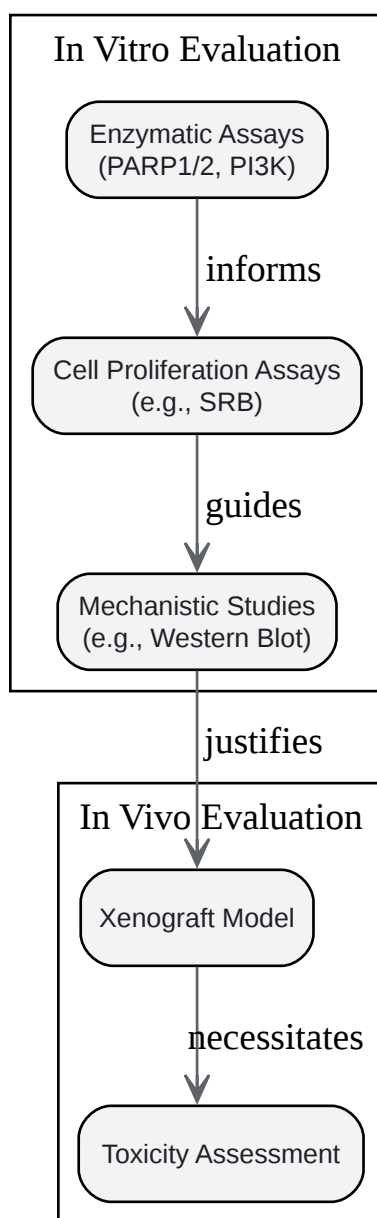 In Vitro Evaluation
Enzymatic Assays
(PARP1/2, PI3K)
informs
Cell Proliferation Assays
(e.g., SRB)
guides
Mechanistic Studies
(e.g., Western Blot)
justifies
In Vivo Evaluation
Xenograft Model
necessitates
Toxicity Assessment